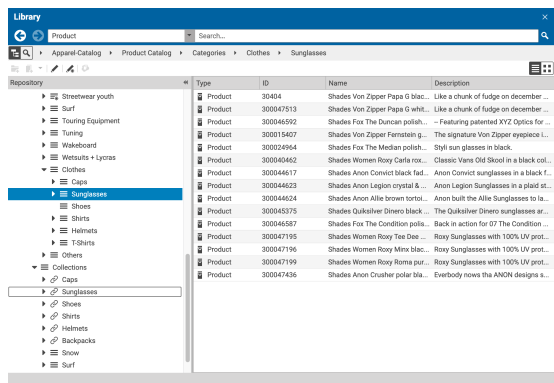 Library
Product Search...
Apparel-Catalog Product Catalog Categories Clothes Sunglasses
Repository
Streetwear youth
Surf
Touring Equipment
Tuning
Wakeboard
Wetsuits + Lycras
Clothes
Caps
Sunglasses
Shoes
Shirts
Helmets
T-Shirts
Others
Collections
Caps
Sunglasses
Shoes
Shirts
Helmets
Backpacks
Snow
Surf
Type ID Name Description
Product 30404 Shades Von Zipper Papa G blac... Like a chunk of fudge on december ...
Product 300047513 Shades Von Zipper Papa G whit... Like a chunk of fudge on december ...
Product 300046592 Shades Fox The Duncan polish... – Featuring patented XYZ Optics for ...
Product 300015407 Shades Von Zipper Fernstein g... The signature Von Zipper eyepiece i...
Product 300024964 Shades Fox The Median polish... Styli sun glasses in black.
Product 300040462 Shades Women Roxy Carla rox... Classic Vans Old Skool in a black col...
Product 300044617 Shades Anon Convict black fad... Anon Convict sunglasses in a black f...
Product 300044623 Shades Anon Legion crystal & ... Anon Legion Sunglasses in a plaid st...
Product 300044624 Shades Anon Allie brown tortoi... Anon built the Allie Sunglasses to la...
Product 300045375 Shades Quiksilver Dinero black ... The Quiksilver Dinero sunglasses ar...
Product 300046587 Shades Fox The Condition polis... Back in action for 07 The Condition ...
Product 300047195 Shades Women Roxy Tee Dee ... Roxy Sunglasses with 100% UV prot...
Product 300047196 Shades Women Roxy Minx blac... Roxy Sunglasses with 100% UV prot...
Product 300047199 Shades Women Roxy Roma pur... Roxy Sunglasses with 100% UV prot...
Product 300047436 Shades Anon Crusher polar bla... Everbody nows tha ANON designs s...